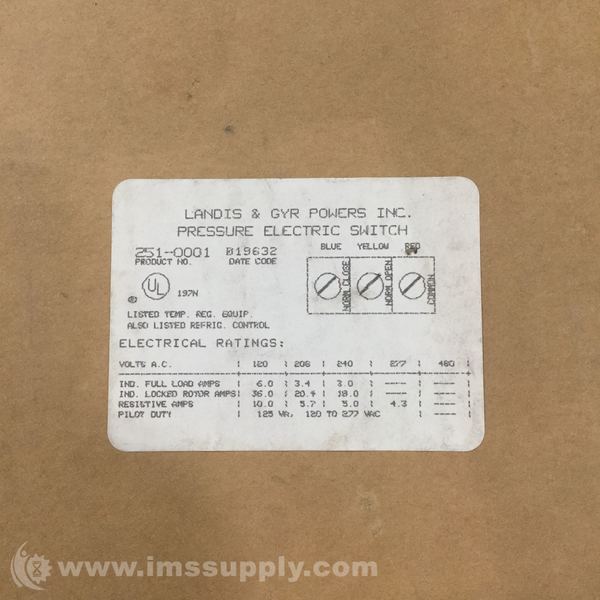 LANDIS & GYR POWERS INC.
PRESSURE ELECTRIC SWITCH
251-0001 019632
PRODUCT NO. DATE CODE
BLUE YELLOW RED
NORM. CLOSE NORM. OPEN COMMON
UL
197N
LISTED TEMP. REG. EQUIP.
ALSO LISTED REFRIG. CONTROL
ELECTRICAL RATINGS:
VOLTS A.C. | 120 | 208 | 240 | 277 | 480 |
IND. FULL LOAD AMPS | 6.0 | 3.4 | 3.0 | ---- | ---- |
IND. LOCKED ROTOR AMPS | 36.0 | 20.4 | 18.0 | ---- | ---- |
RESISTIVE AMPS | 10.0 | 5.7 | 5.0 | 4.3 | ---- |
PILOT DUTY | 125 VA, 120 TO 277 VAC | ---- |
www.imssupply.com